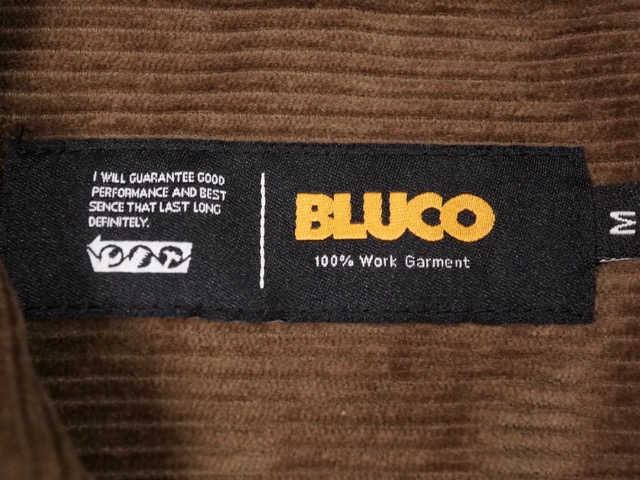 I WILL GUARANTEE GOOD
PERFORMANCE AND BEST
SENCE THAT LAST LONG
DEFINITELY.
BLUCO
100% Work Garment
M